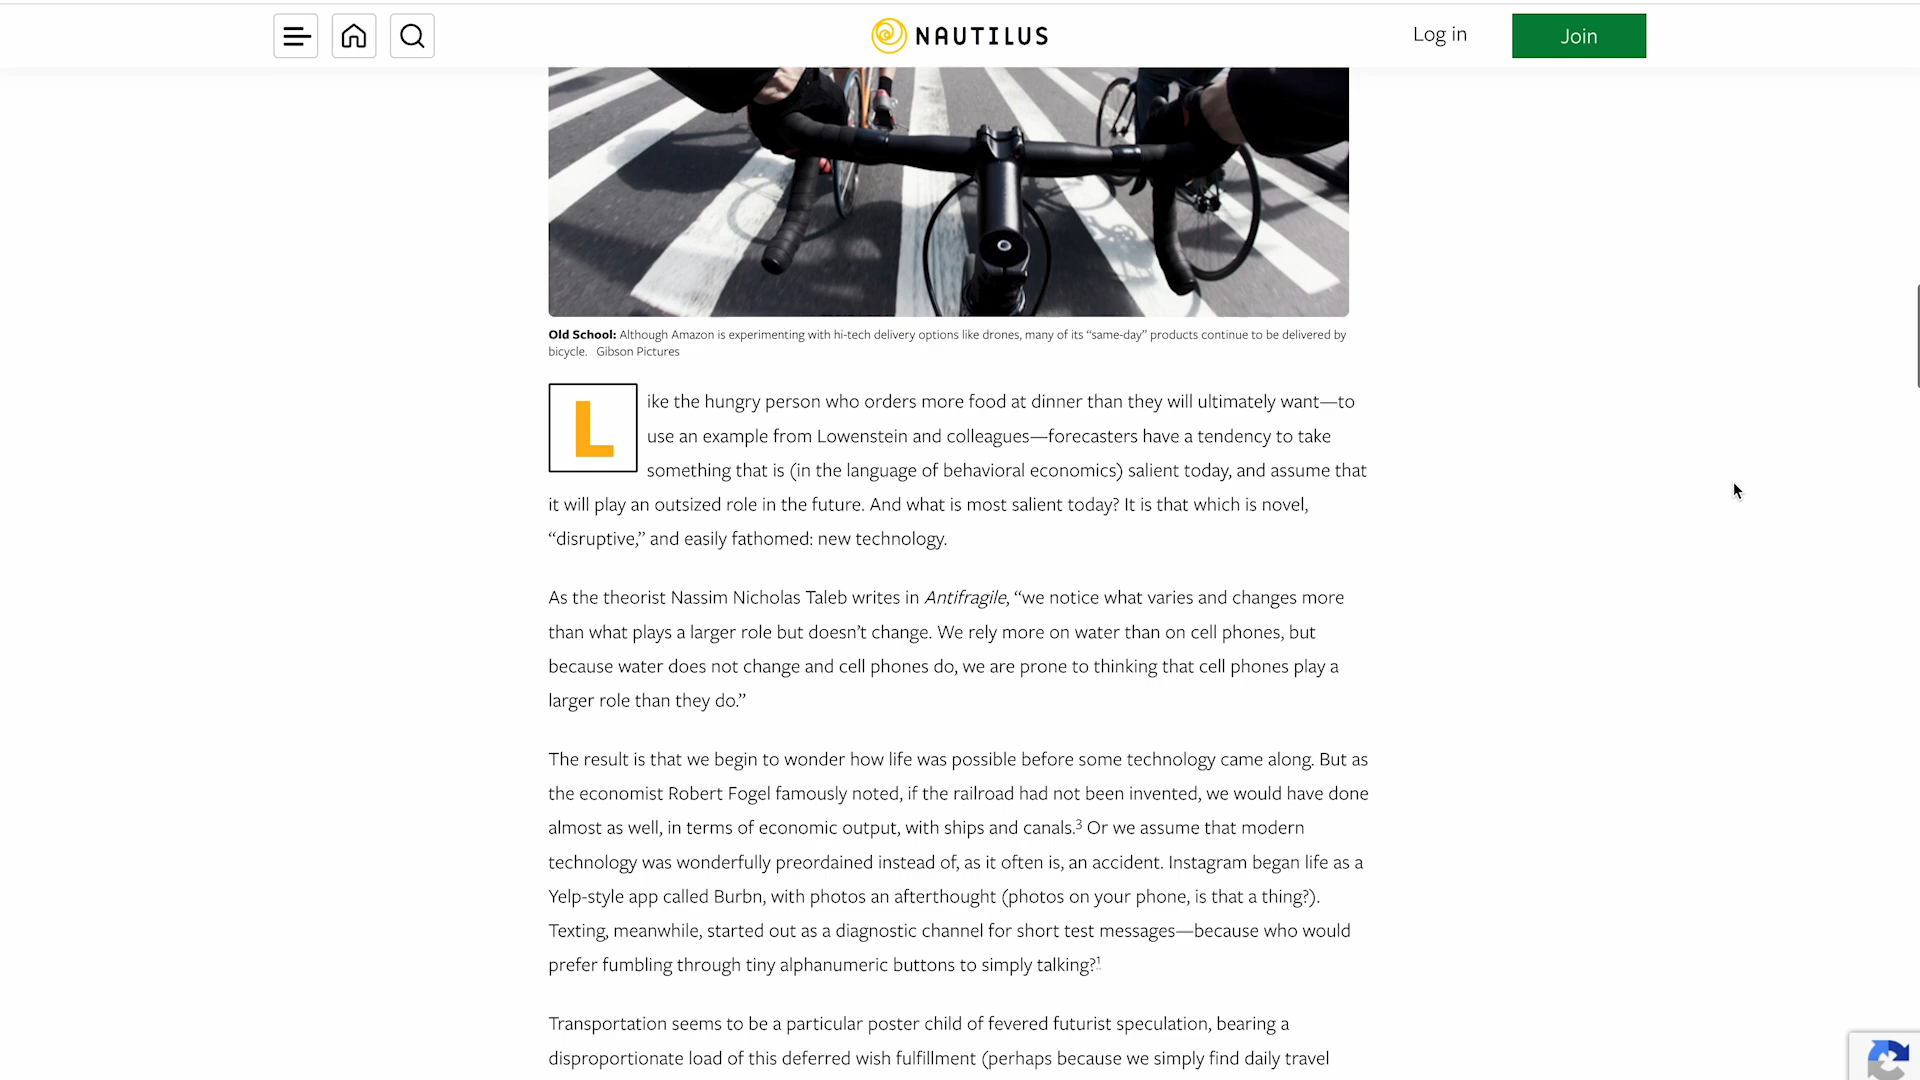 NAUTILUS
Log in
Join
Old School: Although Amazon is experimenting with hi-tech delivery options like drones, many of its “same-day” products continue to be delivered by
bicycle. Gibson Pictures
Like the hungry person who orders more food at dinner than they will ultimately want—to
use an example from Lowenstein and colleagues—forecasters have a tendency to take
something that is (in the language of behavioral economics) salient today, and assume that
it will play an outsized role in the future. And what is most salient today? It is that which is novel,
“disruptive,” and easily fathomed: new technology.
As the theorist Nassim Nicholas Taleb writes in Antifragile, “we notice what varies and changes more
than what plays a larger role but doesn’t change. We rely more on water than on cell phones, but
because water does not change and cell phones do, we are prone to thinking that cell phones play a
larger role than they do.”
The result is that we begin to wonder how life was possible before some technology came along. But as
the economist Robert Fogel famously noted, if the railroad had not been invented, we would have done
almost as well, in terms of economic output, with ships and canals.3 Or we assume that modern
technology was wonderfully preordained instead of, as it often is, an accident. Instagram began life as a
Yelp-style app called Burbn, with photos an afterthought (photos on your phone, is that a thing?).
Texting, meanwhile, started out as a diagnostic channel for short test messages—because who would
prefer fumbling through tiny alphanumeric buttons to simply talking?1
Transportation seems to be a particular poster child of fevered futurist speculation, bearing a
disproportionate load of this deferred wish fulfillment (perhaps because we simply find daily travel